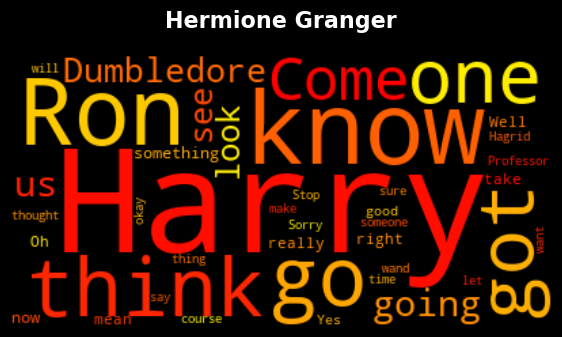 Hermione Granger
will
Dumbledore
Come
one
Ron
see
look
know
Well
Hagrid
something
Professor
us
Harry
take
thought
okay
Stop
sure
make
good
someone
got
Oh
Sorry
really
right
want
thing
think
go
wand
time
let
say
going
now
mean
course
Yes